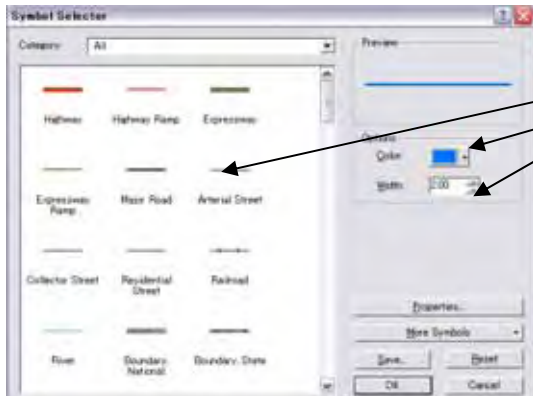 Symbol Selector
Category: All
Preview
Highway Highway Ramp Expressway
Options
Color:
Expressway Ramp Major Road Arterial Street
Width: 2.00
Collector Street Residential Street Railroad
River Boundary, National Boundary, State
Properties...
More Symbols
Save... Reset
OK Cancel